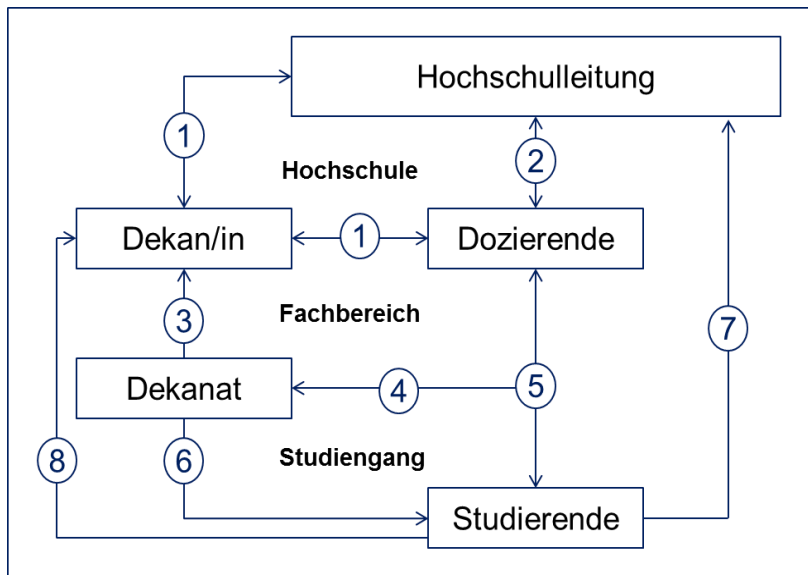 Hochschulleitung
1
2
Hochschule
Dekan/in
1
Dozierende
3
Fachbereich
7
Dekanat
4
5
8
6
Studiengang
Studierende